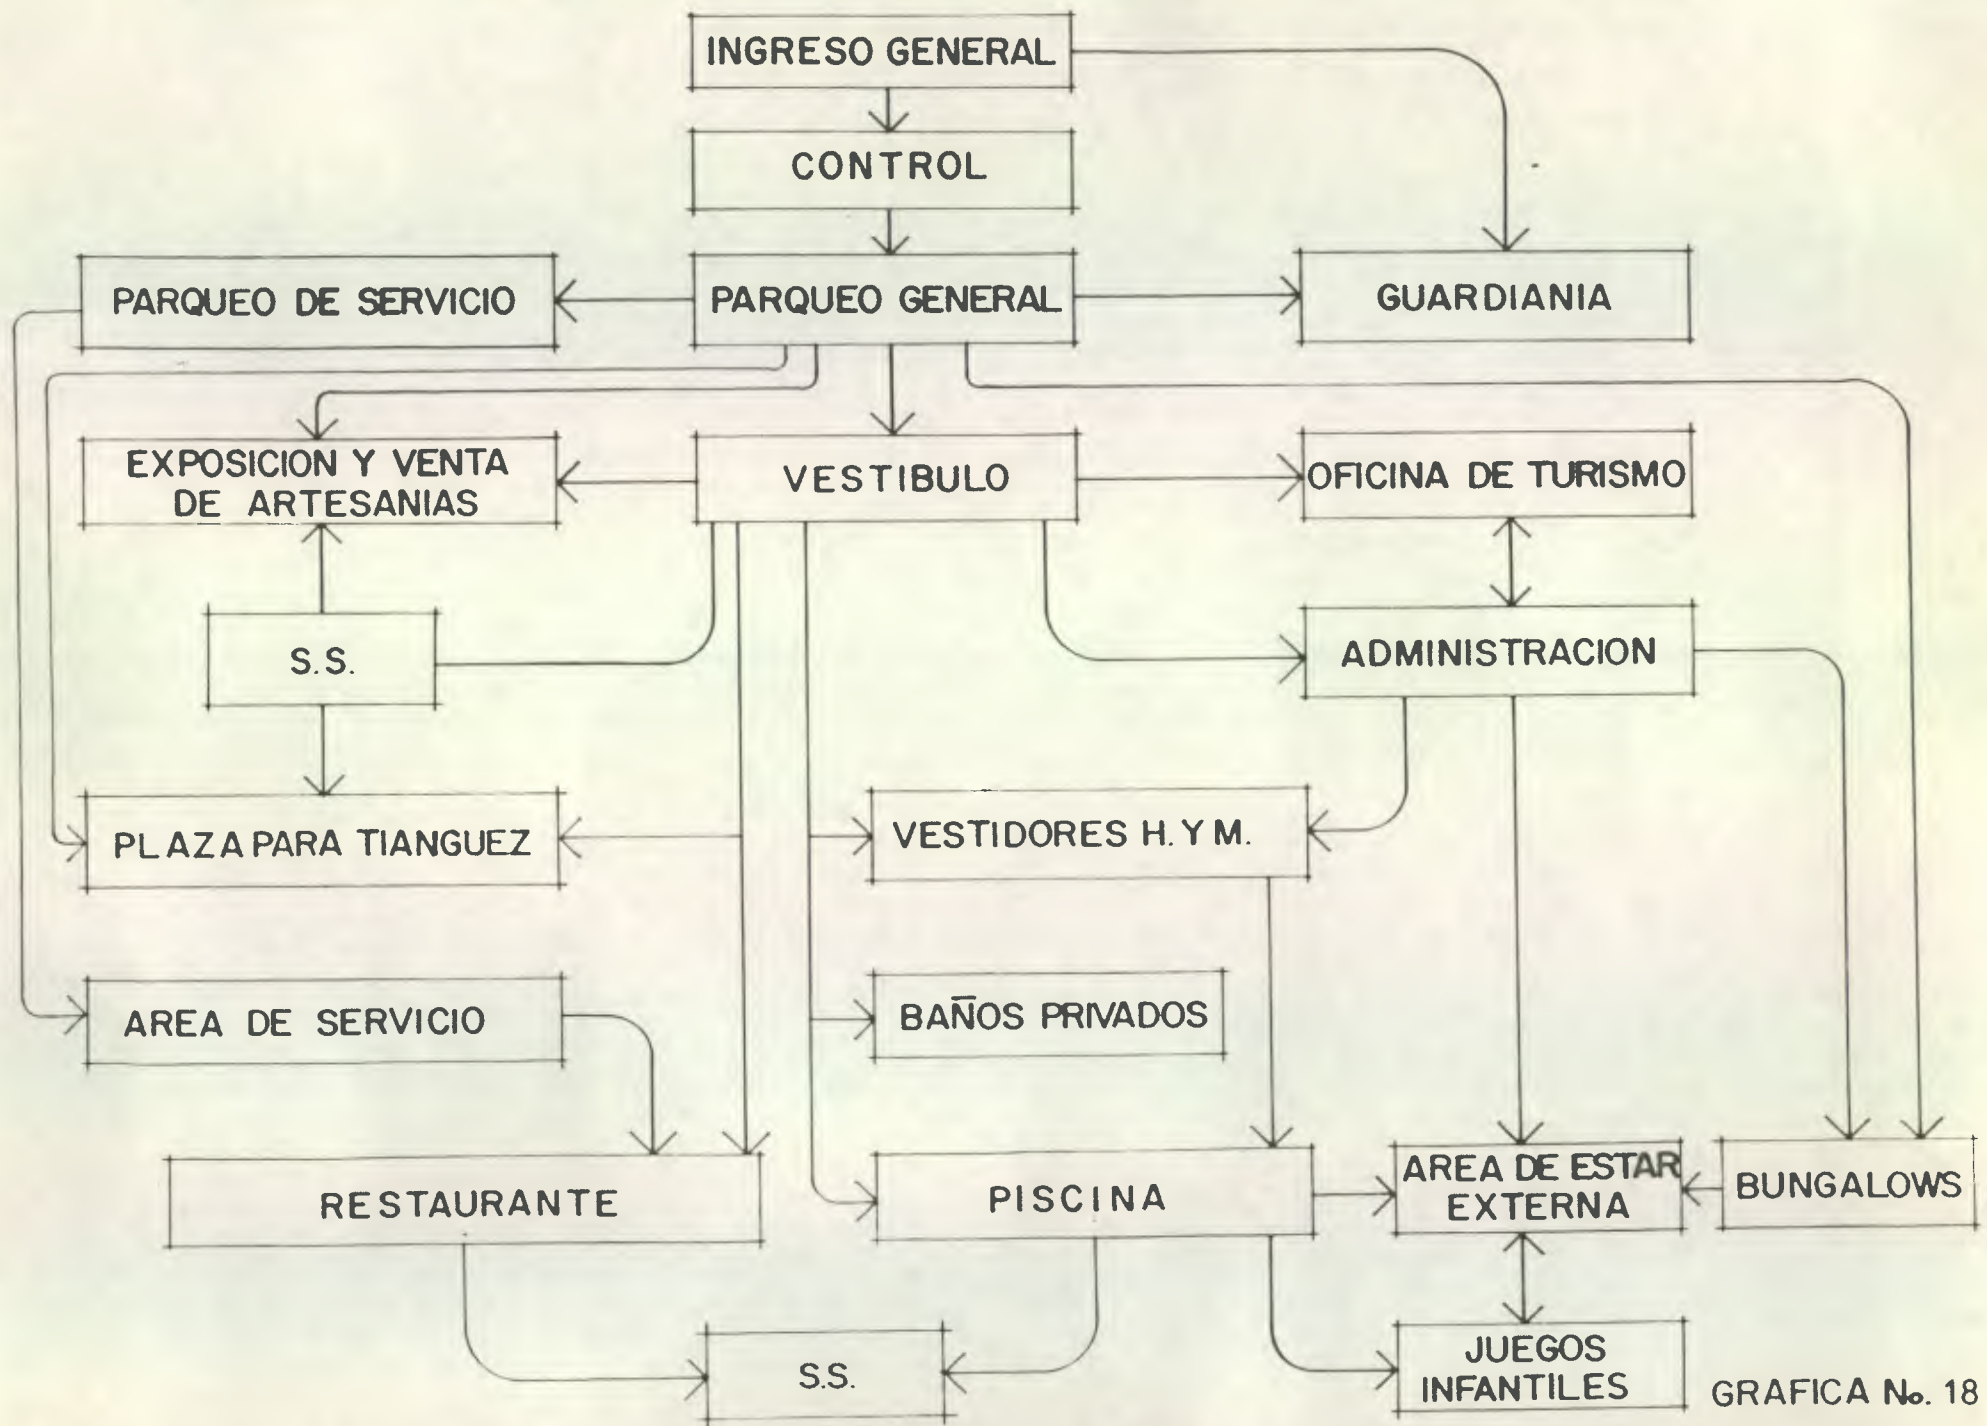 INGRESO GENERAL
CONTROL
PARQUEO DE SERVICIO
PARQUEO GENERAL
GUARDIANIA
EXPOSICION Y VENTA
DE ARTESANIAS
VESTIBULO
OFICINA DE TURISMO
S.S.
ADMINISTRACION
PLAZA PARA TIANGUEZ
VESTIDORES H. Y M.
AREA DE SERVICIO
BAÑOS PRIVADOS
RESTAURANTE
PISCINA
AREA DE ESTAR
EXTERNA
BUNGALOWS
S.S.
JUEGOS
INFANTILES
GRAFICA No. 18